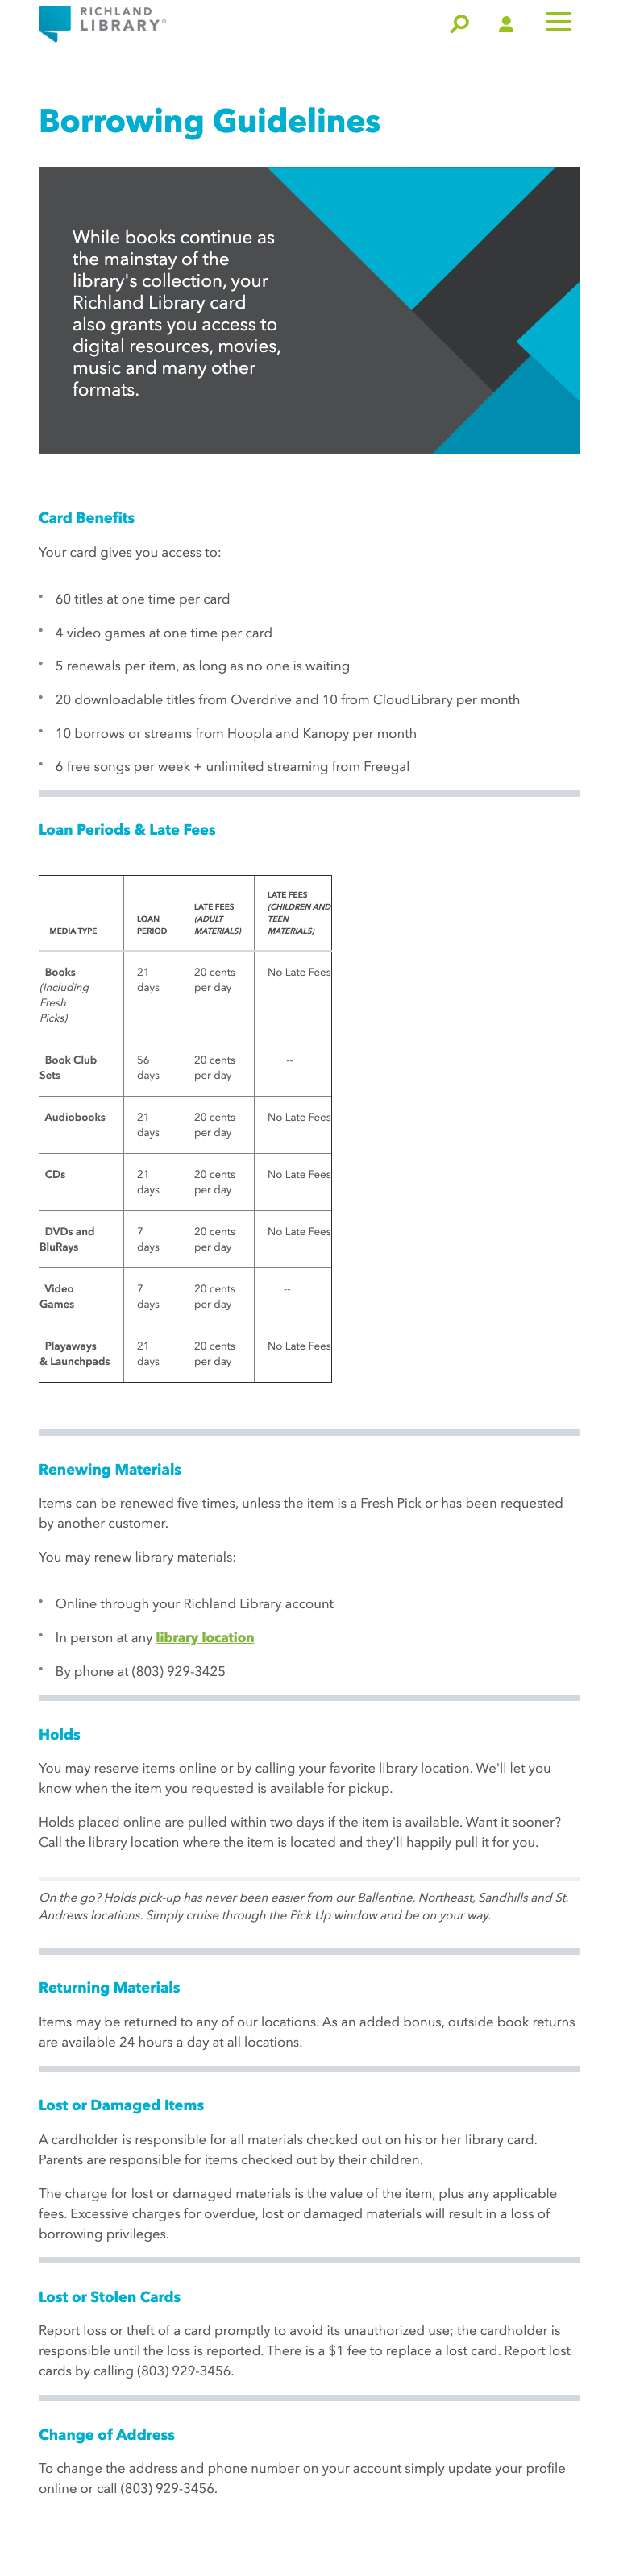 RICHLAND
LIBRARY®
Borrowing Guidelines
While books continue as
the mainstay of the
library's collection, your
Richland Library card
also grants you access to
digital resources, movies,
music and many other
formats.
Card Benefits
Your card gives you access to:
* 60 titles at one time per card
* 4 video games at one time per card
* 5 renewals per item, as long as no one is waiting
* 20 downloadable titles from Overdrive and 10 from CloudLibrary per month
* 10 borrows or streams from Hoopla and Kanopy per month
* 6 free songs per week + unlimited streaming from Freegal
Loan Periods & Late Fees
MEDIA TYPE
LOAN
PERIOD
LATE FEES
(ADULT
MATERIALS)
LATE FEES
(CHILDREN AND
TEEN
MATERIALS)
Books
(Including
Fresh
Picks)
21
days
20 cents
per day
No Late Fees
Book Club
Sets
56
days
20 cents
per day
--
Audiobooks
21
days
20 cents
per day
No Late Fees
CDs
21
days
20 cents
per day
No Late Fees
DVDs and
BluRays
7
days
20 cents
per day
No Late Fees
Video
Games
7
days
20 cents
per day
--
Playaways
& Launchpads
21
days
20 cents
per day
No Late Fees
Renewing Materials
Items can be renewed five times, unless the item is a Fresh Pick or has been requested
by another customer.
You may renew library materials:
* Online through your Richland Library account
* In person at any library location
* By phone at (803) 929-3425
Holds
You may reserve items online or by calling your favorite library location. We'll let you
know when the item you requested is available for pickup.
Holds placed online are pulled within two days if the item is available. Want it sooner?
Call the library location where the item is located and they'll happily pull it for you.
On the go? Holds pick-up has never been easier from our Ballentine, Northeast, Sandhills and St.
Andrews locations. Simply cruise through the Pick Up window and be on your way.
Returning Materials
Items may be returned to any of our locations. As an added bonus, outside book returns
are available 24 hours a day at all locations.
Lost or Damaged Items
A cardholder is responsible for all materials checked out on his or her library card.
Parents are responsible for items checked out by their children.
The charge for lost or damaged materials is the value of the item, plus any applicable
fees. Excessive charges for overdue, lost or damaged materials will result in a loss of
borrowing privileges.
Lost or Stolen Cards
Report loss or theft of a card promptly to avoid its unauthorized use; the cardholder is
responsible until the loss is reported. There is a $1 fee to replace a lost card. Report lost
cards by calling (803) 929-3456.
Change of Address
To change the address and phone number on your account simply update your profile
online or call (803) 929-3456.